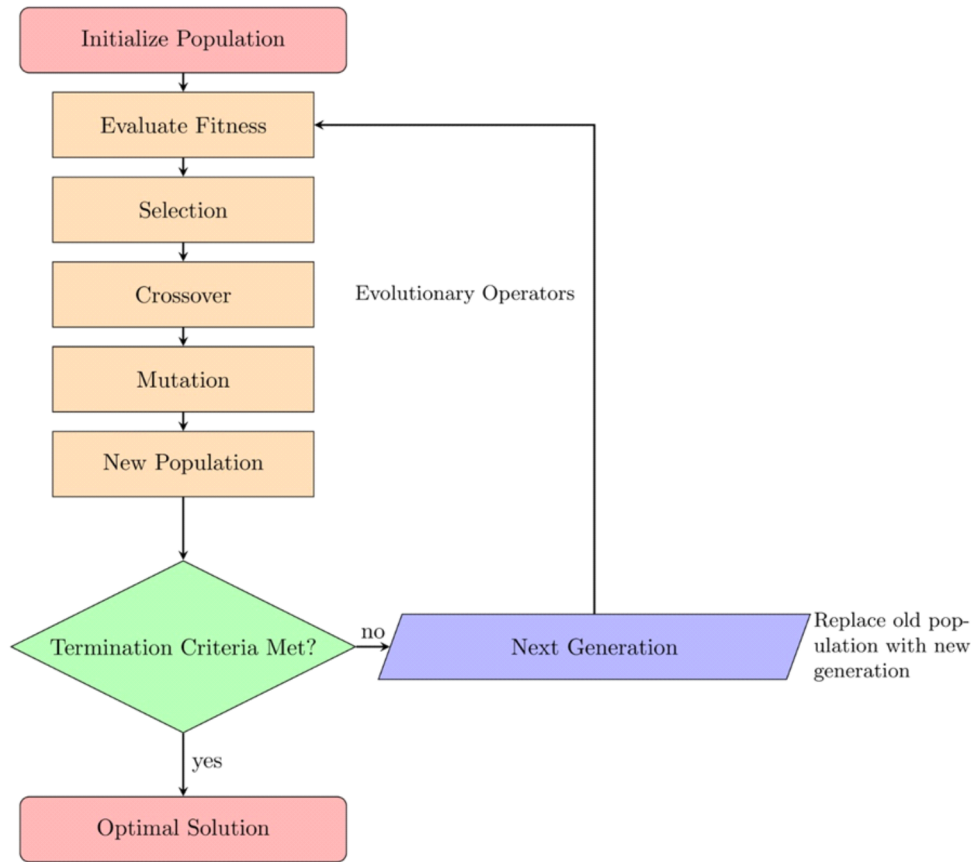 Initialize Population
Evaluate Fitness
Selection
Crossover
Evolutionary Operators
Mutation
New Population
Termination Criteria Met?
no
Next Generation
Replace old pop-
ulation with new
generation
yes
Optimal Solution